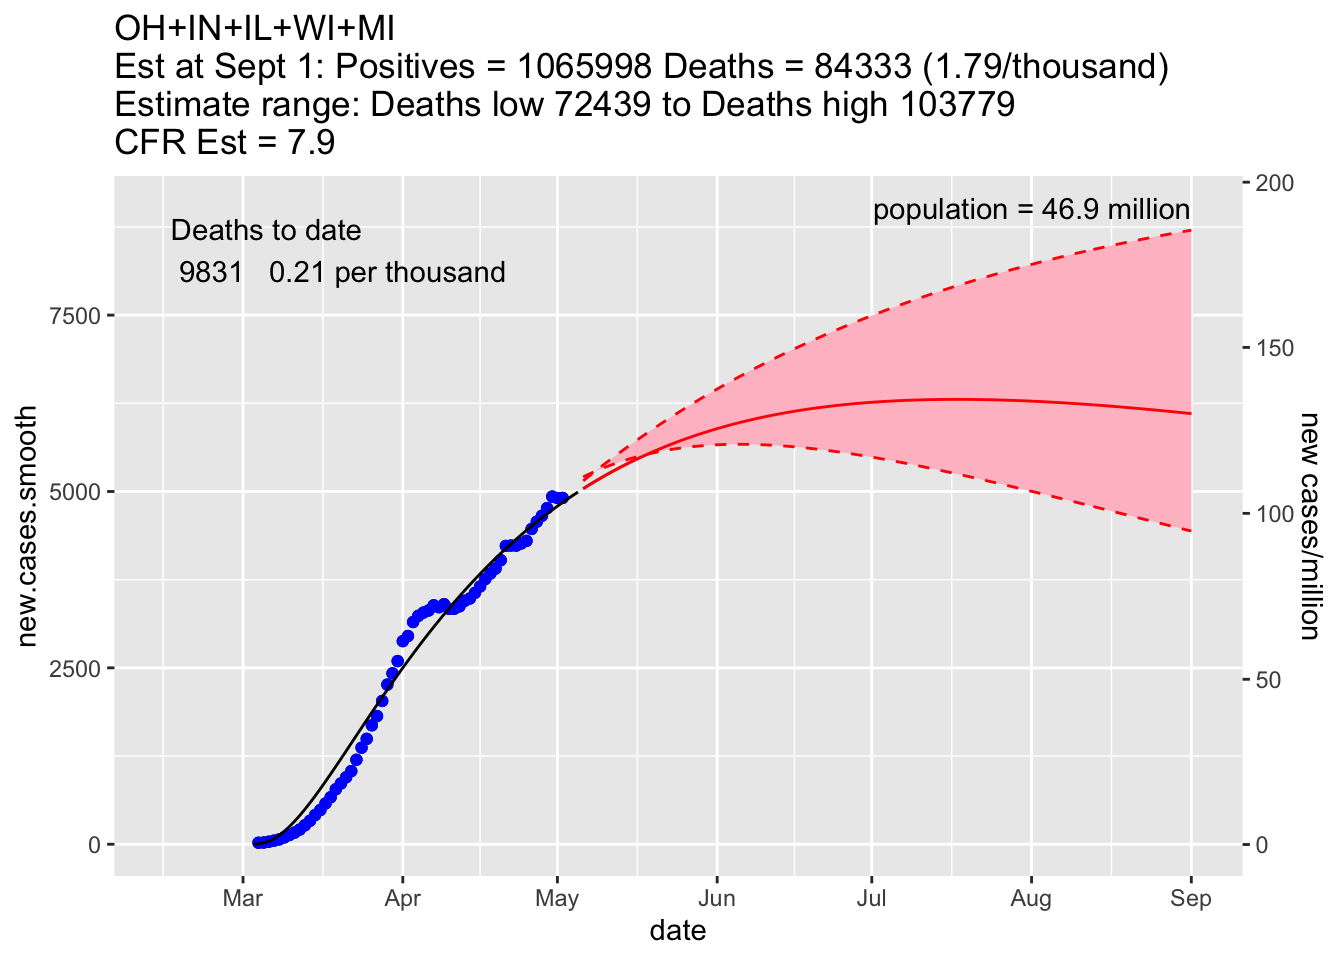 OH+IN+IL+WI+MI
Est at Sept 1: Positives = 1065998 Deaths = 84333 (1.79/thousand)
Estimate range: Deaths low 72439 to Deaths high 103779
CFR Est = 7.9
population = 46.9 million
Deaths to date
9831 0.21 per thousand
new.cases.smooth
7500
5000
2500
0
200
150
100
50
0
new cases/million
Mar Apr May Jun Jul Aug Sep
date